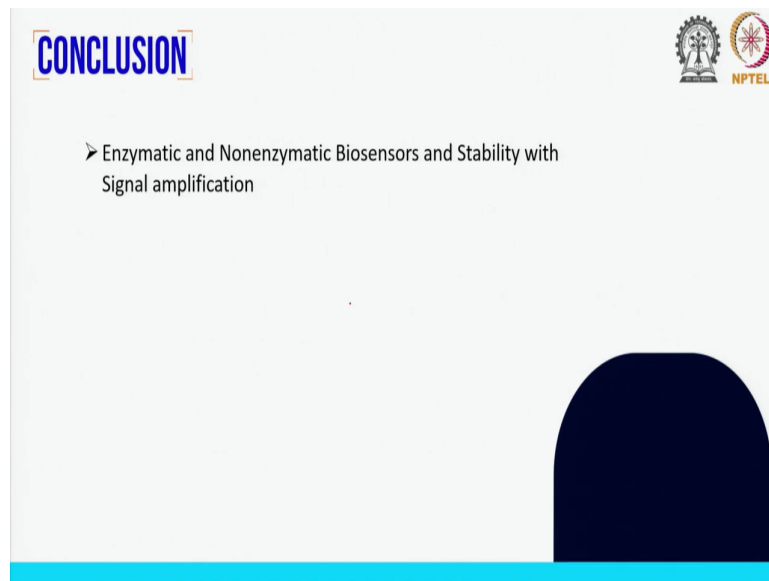 CONCLUSION
NPTEL
➢ Enzymatic and Nonenzymatic Biosensors and Stability with
Signal amplification